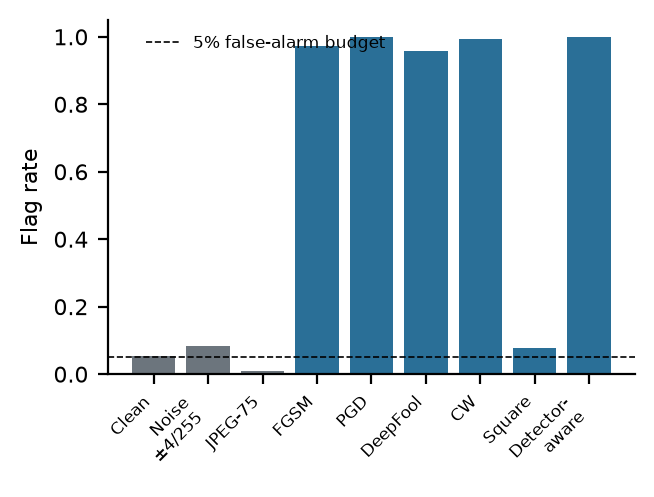 5% false-alarm budget
1.0
0.8
0.6
0.4
0.2
0.0
Flag rate
Clean
Noise
±4/255
JPEG-75
FGSM
PGD
DeepFool
CW
Square
Detector-
aware